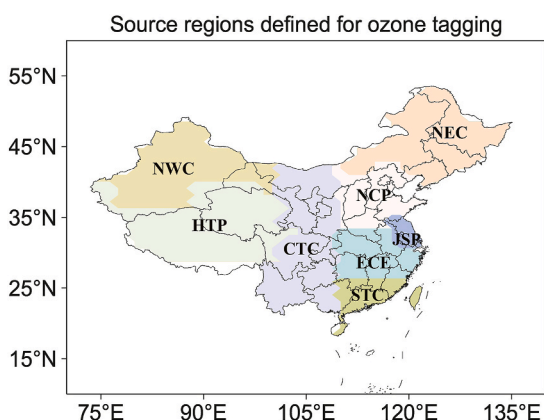 Source regions defined for ozone tagging
55°N
NEC
45°N
NWC
NCP
35°N
HTP
JSP
CTC
ECE
25°N
STC
15°N
75°E 90°E 105°E 120°E 135°E